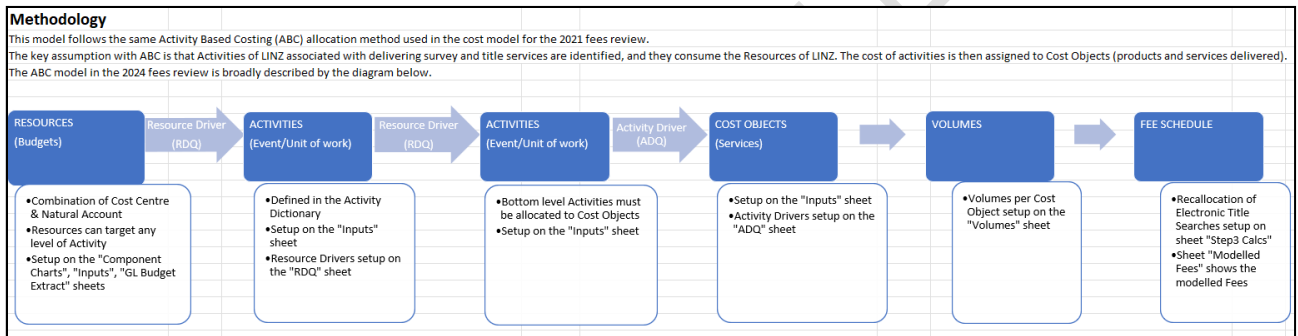 Methodology
This model follows the same Activity Based Costing (ABC) allocation method used in the cost model for the 2021 fees review.
The key assumption with ABC is that Activities of LINZ associated with delivering survey and title services are identified, and they consume the Resources of LINZ. The cost of activities is then assigned to Cost Objects (products and services delivered).
The ABC model in the 2024 fees review is broadly described by the diagram below.
RESOURCES
(Budgets)
Resource Driver
(RDQ)
ACTIVITIES
(Event/Unit of work)
Resource Driver
(RDQ)
ACTIVITIES
(Event/Unit of work)
Activity Driver
(ADQ)
COST OBJECTS
(Services)
VOLUMES
FEE SCHEDULE
•Combination of Cost Centre
& Natural Account
•Resources can target any
level of Activity
•Setup on the "Component
Charts", "Inputs", "GL Budget
Extract" sheets
•Defined in the Activity
Dictionary
•Setup on the "Inputs"
sheet
•Resource Drivers setup on
the "RDQ" sheet
•Bottom level Activities must
be allocated to Cost Objects
•Setup on the "Inputs" sheet
•Setup on the "Inputs" sheet
•Activity Drivers setup on the
"ADQ" sheet
•Volumes per Cost
Object setup on the
"Volumes" sheet
•Recallocation of
Electronic Title
Searches setup on
sheet "Step3 Calcs"
•Sheet "Modelled
Fees" shows the
modelled Fees